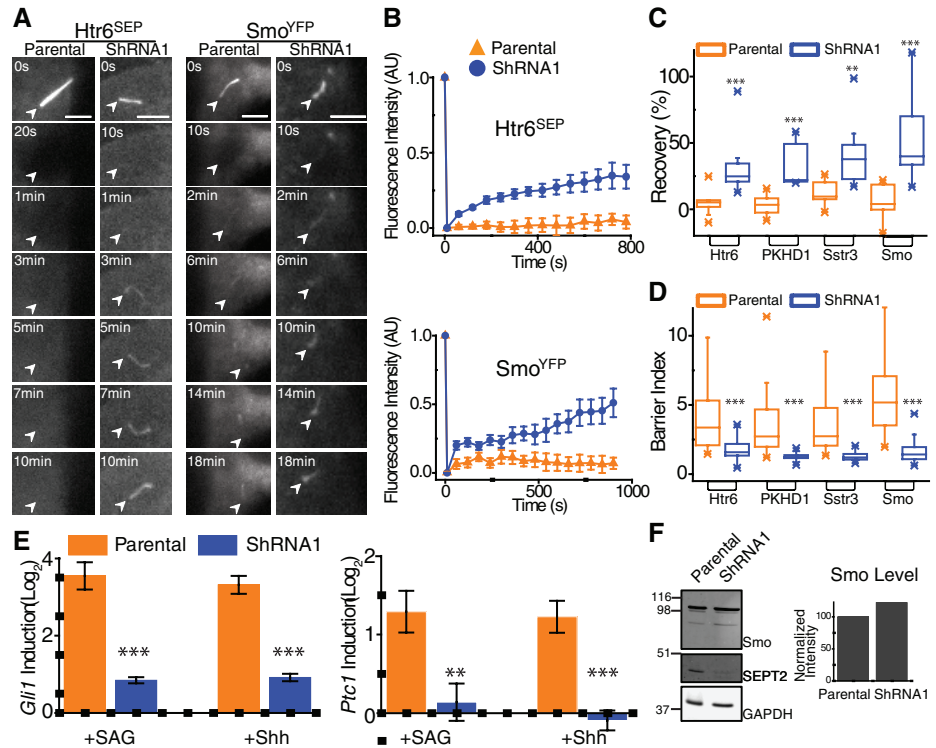 A
Htr6SEP
SmoYFP
Parental ShRNA1 Parental ShRNA1
0s 0s 0s 0s
20s 10s 10s 10s
1min 1min 2min 2min
3min 3min 6min 6min
5min 5min 10min 10min
7min 7min 14min 14min
10min 10min 18min 18min
B
Parental
ShRNA1
Fluorescence Intensity (AU)
1.0
0.5
0.0
Htr6SEP
0 400 800
Time (s)
Fluorescence Intensity (AU)
1.0
0.5
0.0
SmoYFP
0 500 1000
Time (s)
C
Parental ShRNA1
Recovery (%)
100
50
0
*** *** ** ***
Htr6 PKHD1 Sstr3 Smo
D
Parental ShRNA1
Barrier Index
10
5
0
*** *** *** ***
Htr6 PKHD1 Sstr3 Smo
E
Parental ShRNA1
Gli1 Induction(Log2)
4
2
0
*** ***
+SAG +Shh
Ptc1 Induction(Log2)
2
1
0
** ***
+SAG +Shh
F
Parental
ShRNA1
116
98
51
37
Smo
SEPT2
GAPDH
Smo Level
Normalized Intensity
100
50
0
Parental ShRNA1